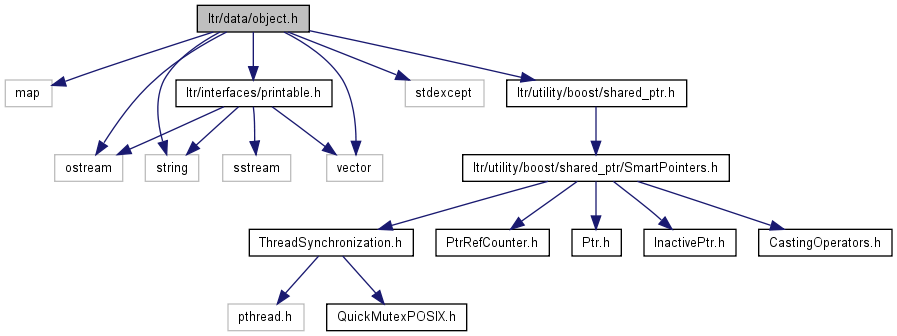 ltr/data/object.h
map
ltr/interfaces/printable.h
stdexcept
ltr/utility/boost/shared_ptr.h
ostream
string
sstream
vector
ltr/utility/boost/shared_ptr/SmartPointers.h
ThreadSynchronization.h
PtrRefCounter.h
Ptr.h
InactivePtr.h
CastingOperators.h
pthread.h
QuickMutexPOSIX.h